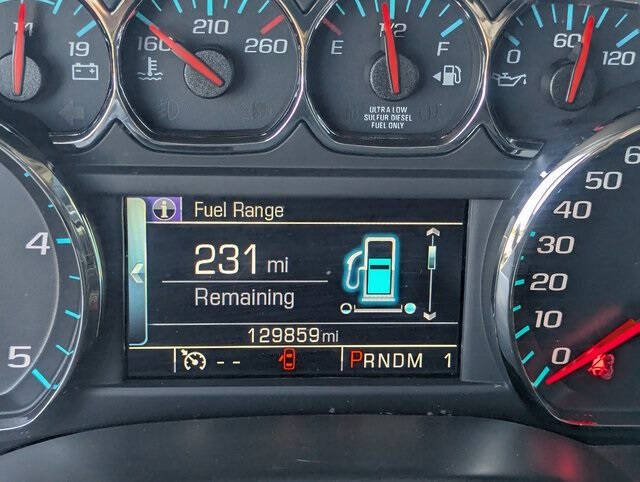 14 19
160 210 260
E 1/2 F
ULTRA LOW
SULFUR DIESEL
FUEL ONLY
0 60 120
Fuel Range
231 mi
Remaining
129859 mi
-- PRNDM 1
4
5
60
50
40
30
20
10
0